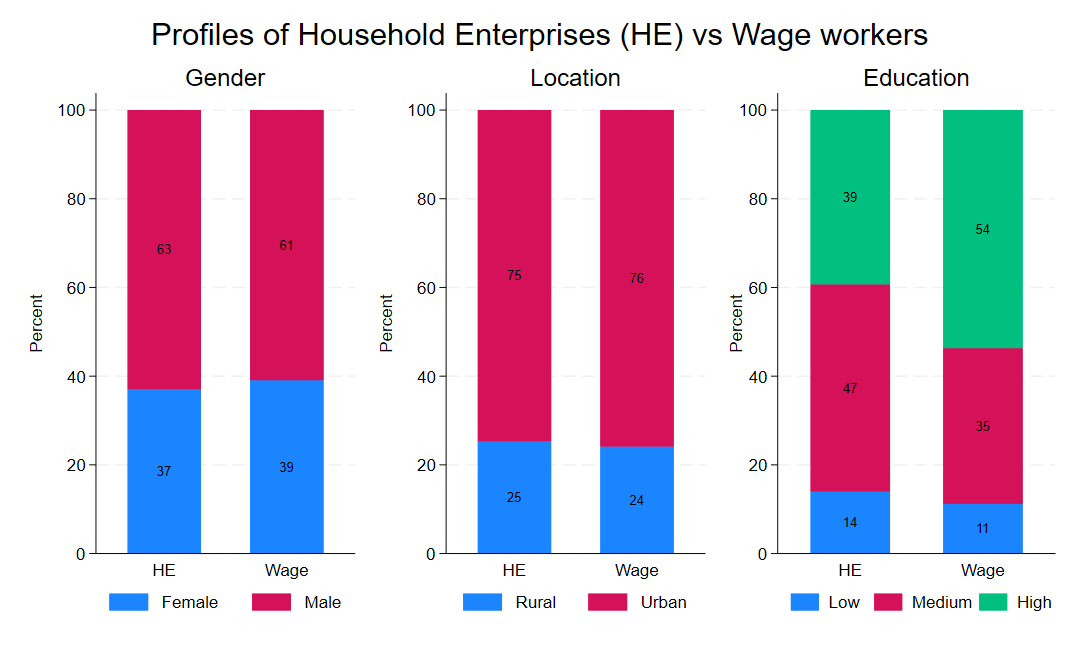 Profiles of Household Enterprises (HE) vs Wage workers
Gender
Percent
100
80
60
40
20
0
63
61
37
39
HE Wage
Female Male
Location
Percent
100
80
60
40
20
0
75
76
25
24
HE Wage
Rural Urban
Education
Percent
100
80
60
40
20
0
39
54
47
35
14
11
HE Wage
Low Medium High